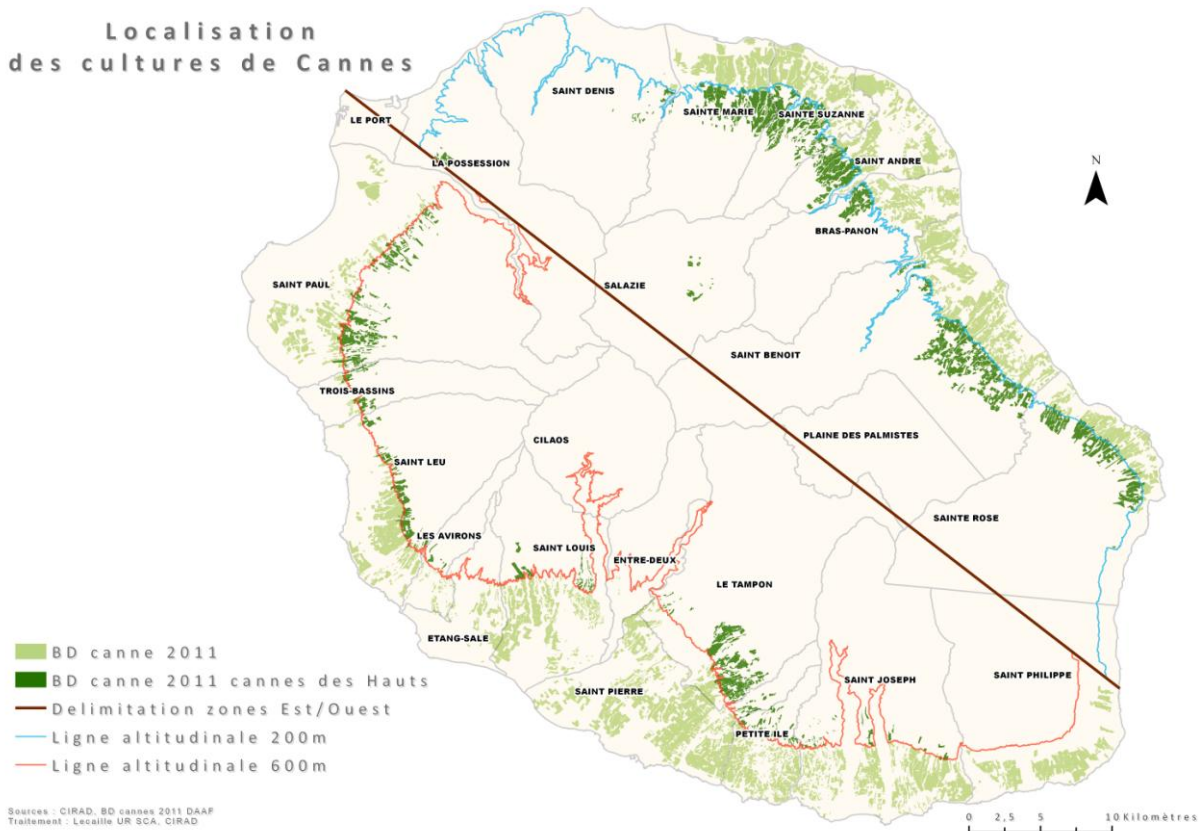 Localisation
des cultures de Cannes
SAINT DENIS
LE PORT
SAINTE MARIE
SAINTE SUZANNE
LA POSSESSION
SAINT ANDRE
N
BRAS-PANON
SAINT PAUL
SALAZIE
SAINT BENOIT
TROIS-BASSINS
PLAINE DES PALMISTES
CILAOS
SAINT LEU
SAINTE ROSE
LES AVIRONS
SAINT LOUIS
ENTRE-DEUX
LE TAMPON
ETANG-SALE
SAINT PIERRE
SAINT JOSEPH
SAINT PHILIPPE
PETITE ILE
BD canne 2011
BD canne 2011 cannes des Hauts
Delimitation zones Est/Ouest
Ligne altitudinale 200m
Ligne altitudinale 600m
Sources : CIRAD, BD cannes 2011 DAAF
Traitement : Lecaille UR SCA, CIRAD
0 2,5 5 10 Kilomètres